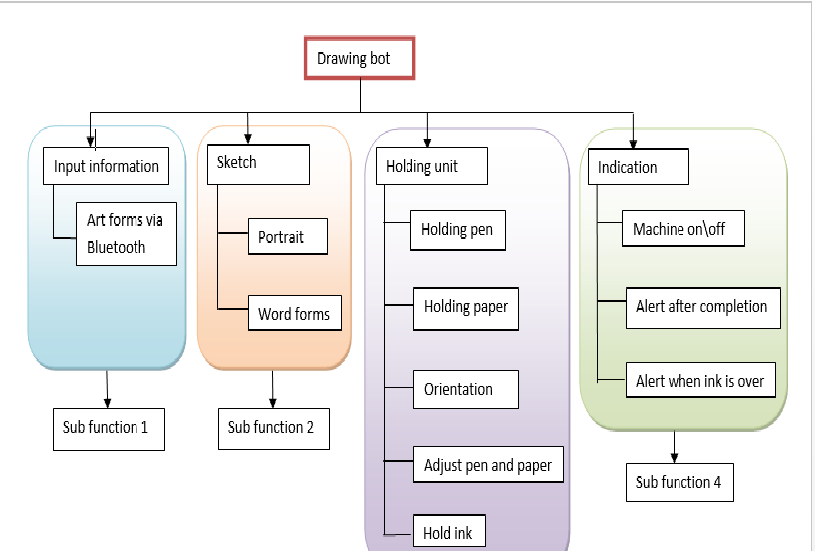 Drawing bot
Input information
Art forms via
Bluetooth
Sub function 1
Sketch
Portrait
Word forms
Sub function 2
Holding unit
Holding pen
Holding paper
Orientation
Adjust pen and paper
Hold ink
Indication
Machine on\off
Alert after completion
Alert when ink is over
Sub function 4